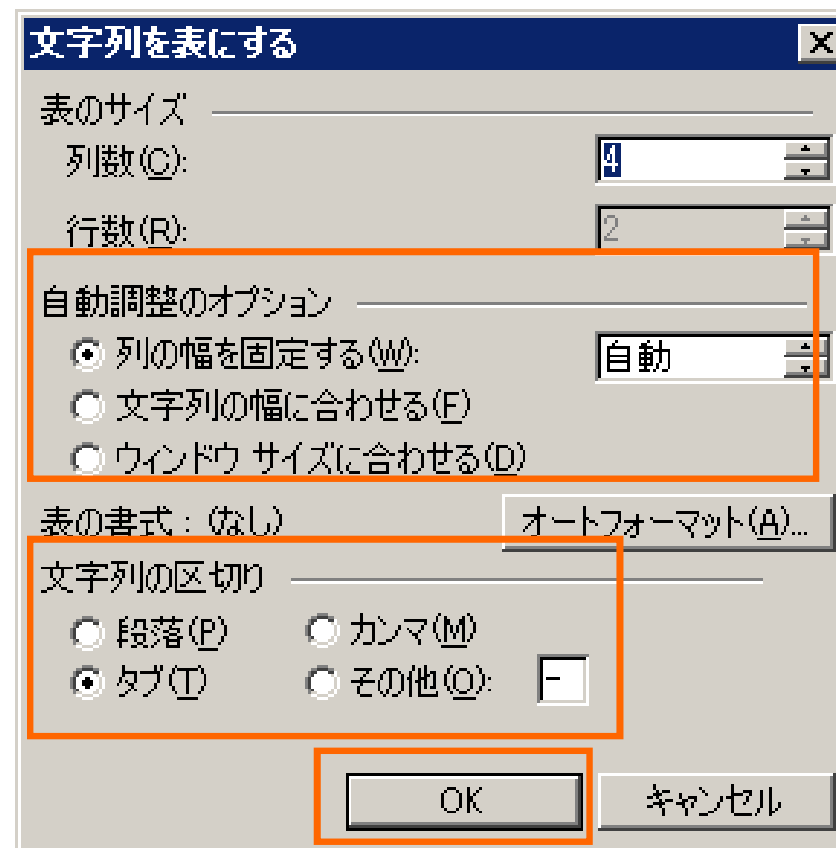 文字列を表にする
表のサイズ
列数(C): 4
行数(R): 2
自動調整のオプション
列の幅を固定する(W): 自動
文字列の幅に合わせる(F)
ウィンドウ サイズに合わせる(D)
表の書式 : (なし) オートフォーマット(A)...
文字列の区切り
段落(P) カンマ(M)
タブ(T) その他(O): -
OK キャンセル